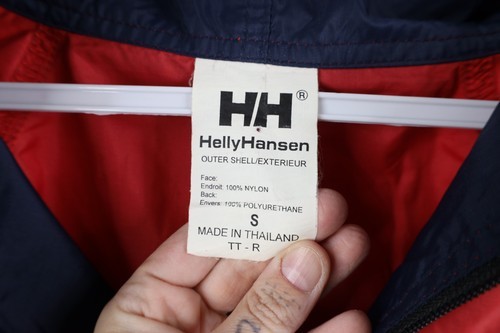 HH®
HellyHansen
OUTER SHELL/EXTERIEUR
Face:
Endroit: 100% NYLON
Back:
Envers: 100% POLYURETHANE
S
MADE IN THAILAND
TT - R